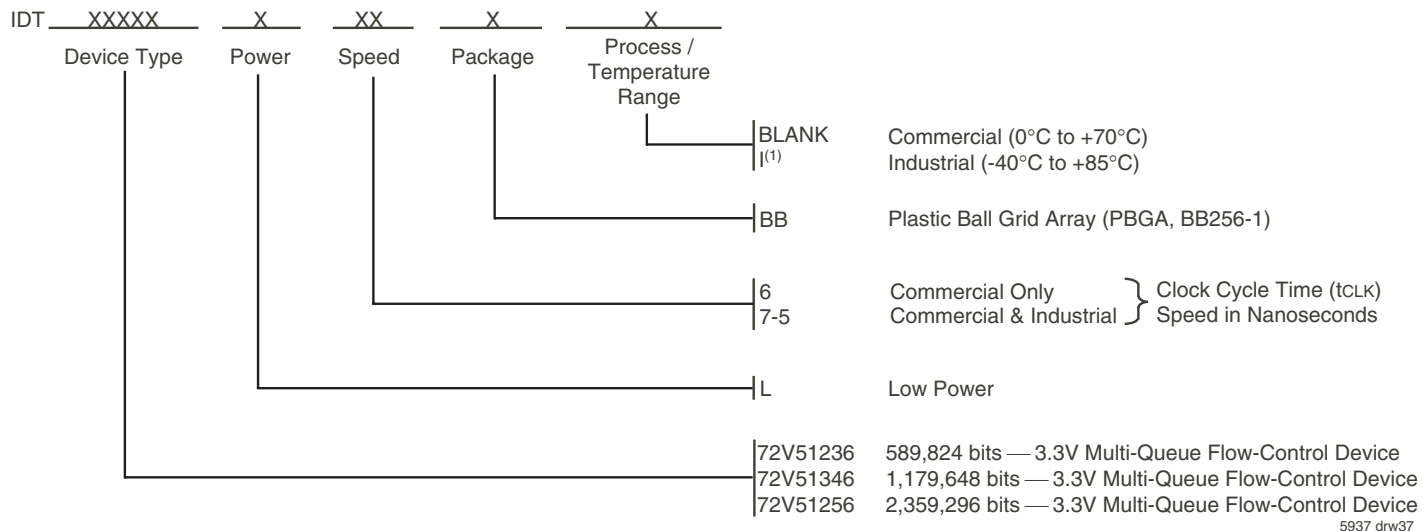 IDT XXXXX X XX X X
Device Type Power Speed Package Process /
Temperature
Range
BLANK Commercial (0°C to +70°C)
I(1) Industrial (-40°C to +85°C)
BB Plastic Ball Grid Array (PBGA, BB256-1)
6 Commercial Only Clock Cycle Time (tCLK)
7-5 Commercial & Industrial Speed in Nanoseconds
L Low Power
72V51236 589,824 bits — 3.3V Multi-Queue Flow-Control Device
72V51346 1,179,648 bits — 3.3V Multi-Queue Flow-Control Device
72V51256 2,359,296 bits — 3.3V Multi-Queue Flow-Control Device
5937 drw37